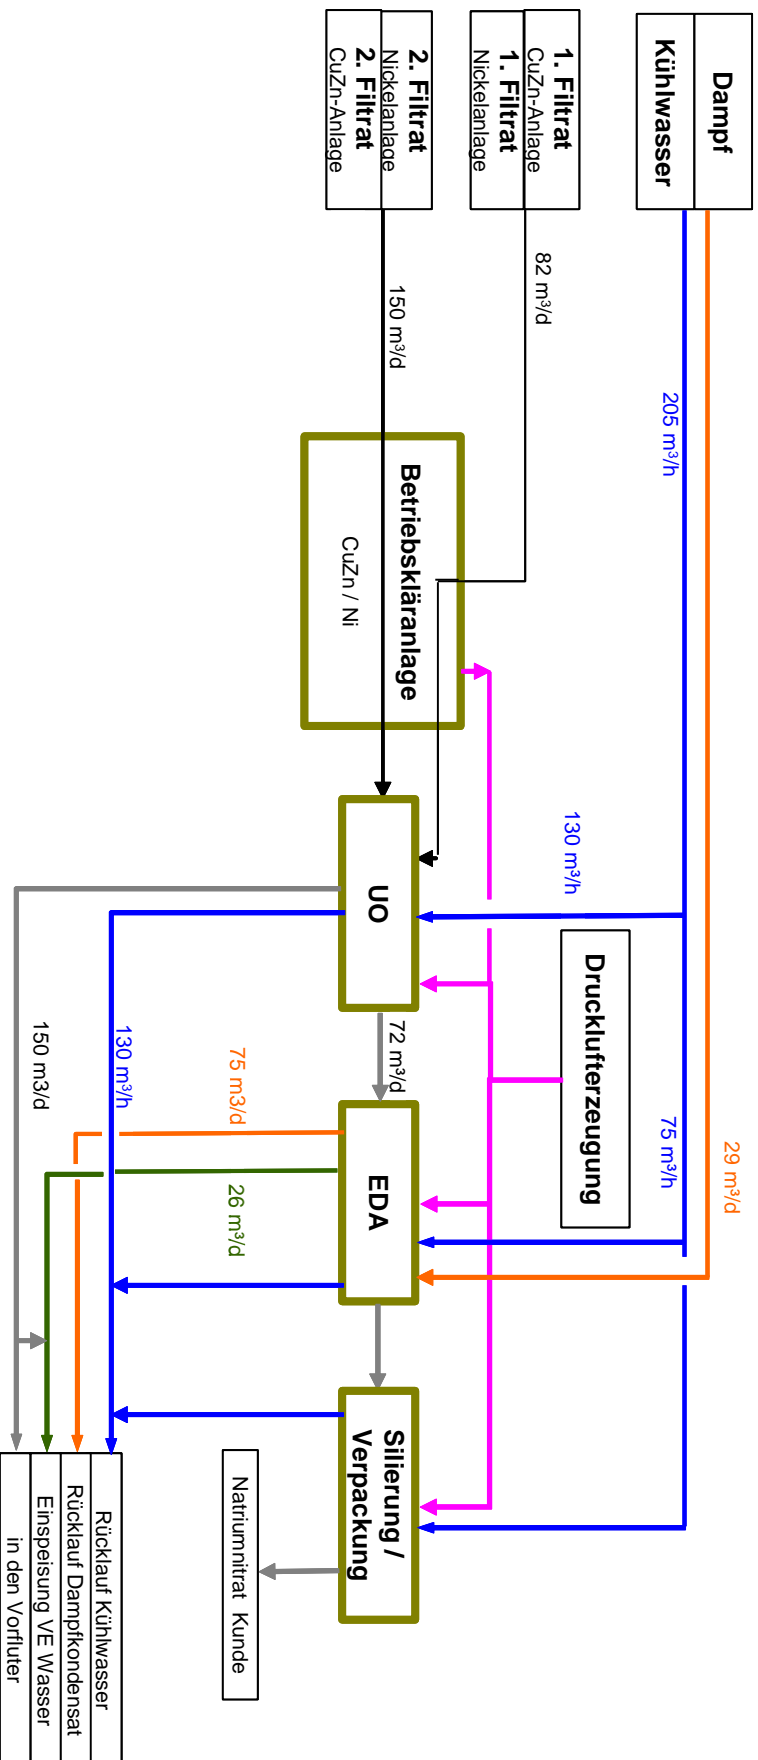 Dampf
Kühlwasser
1. Filtrat
CuZn-Anlage
1. Filtrat
Nickelanlage
2. Filtrat
Nickelanlage
2. Filtrat
CuZn-Anlage
82 m³/d
150 m³/d
205 m³/h
Betriebskläranlage
CuZn / Ni
130 m³/h
UO
Drucklufterzeugung
72 m³/d
75 m³/h
29 m³/d
EDA
150 m3/d
130 m³/h
75 m3/d
26 m³/d
Silierung /
Verpackung
Natriumnitrat Kunde
Rücklauf Kühlwasser
Rücklauf Dampfkondensat
Einspeisung VE Wasser
in den Vorfluter